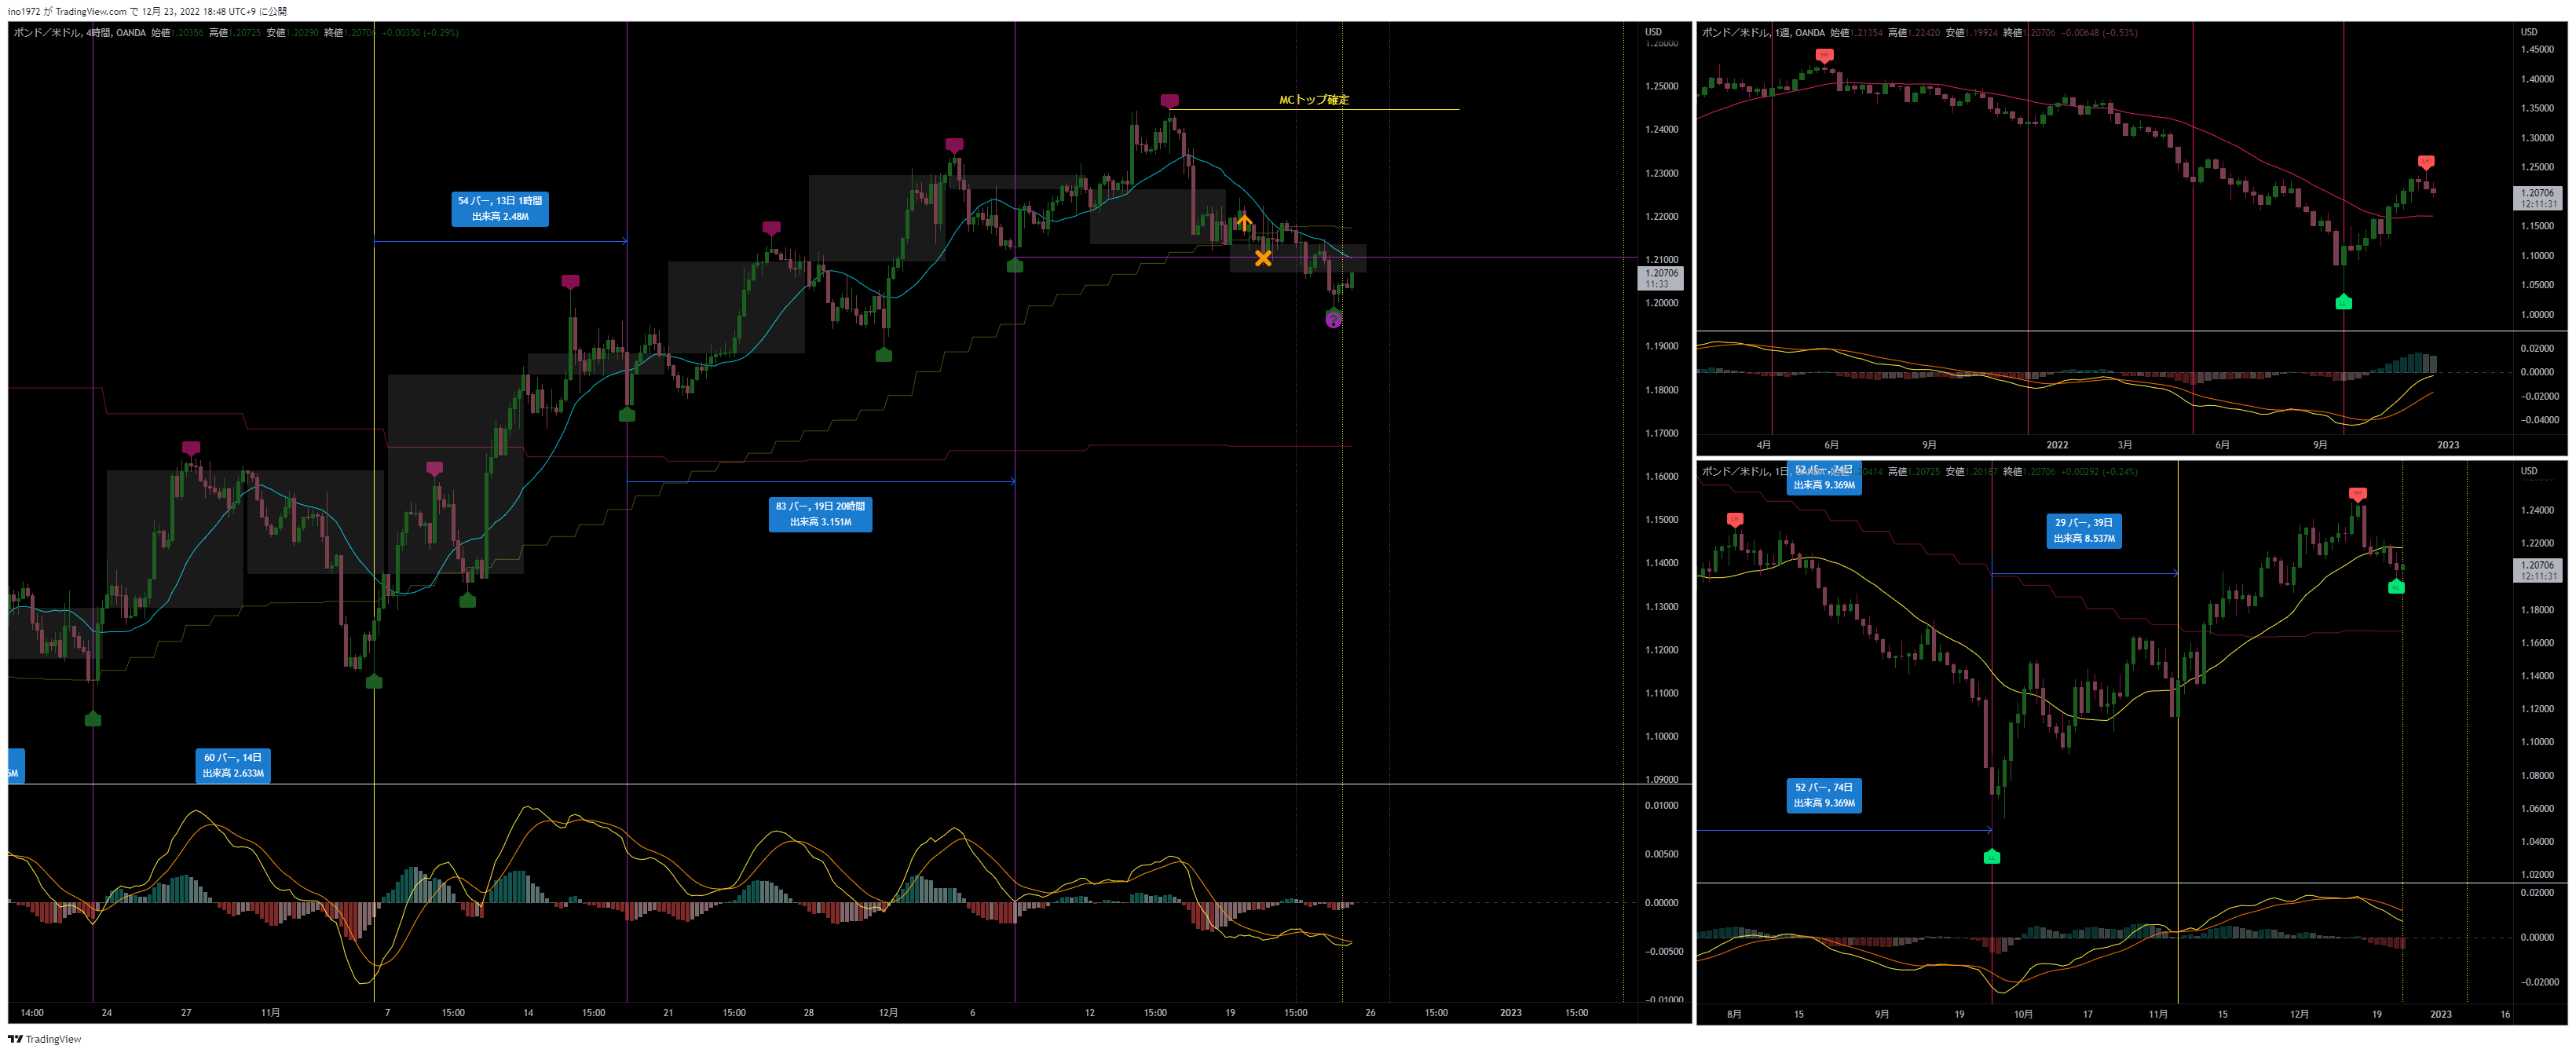 ino1972 が TradingView.com で 12月 23, 2022 18:48 UTC+9 に公開
ポンド／米ドル, 4時間, OANDA 始値1.20356 高値1.20725 安値1.20290 終値1.20706 +0.00350 (+0.29%)
USD
1.26000
1.25000
1.24000
1.23000
1.22000
1.21000
1.20706
11:33
1.20000
1.19000
1.18000
1.17000
1.16000
1.15000
1.14000
1.13000
1.12000
1.11000
1.10000
1.09000
MCトップ確定
54 バー, 13日 1時間
出来高 2.48M
83 バー, 19日 20時間
出来高 3.151M
60 バー, 14日
出来高 2.633M
?
0.01000
0.00500
0.00000
−0.00500
−0.01000
14:00 24 27 11月 7 15:00 14 15:00 21 15:00 28 12月 6 12 15:00 19 15:00 26 15:00 2023 15:00
ポンド／米ドル, 1週, OANDA 始値1.21354 高値1.22420 安値1.19924 終値1.20706 −0.00648 (−0.53%)
USD
1.45000
1.40000
1.35000
1.30000
1.25000
1.20706
12:11:31
1.15000
1.10000
1.05000
1.00000
0.02000
0.00000
−0.02000
−0.04000
4月 6月 9月 2022 3月 6月 9月 2023
ポンド／米ドル, 1日, 高値1.20725 安値 終値1.20706 +0.00292 (+0.24%)
USD
52 バー, 74日
出来高 9.369M
29 バー, 39日
出来高 8.537M
52 バー, 74日
出来高 9.369M
1.24000
1.22000
1.20706
12:11:31
1.18000
1.16000
1.14000
1.12000
1.10000
1.08000
1.06000
1.04000
1.02000
0.02000
0.00000
−0.02000
8月 15 9月 19 10月 17 11月 15 12月 19 2023 16
TradingView